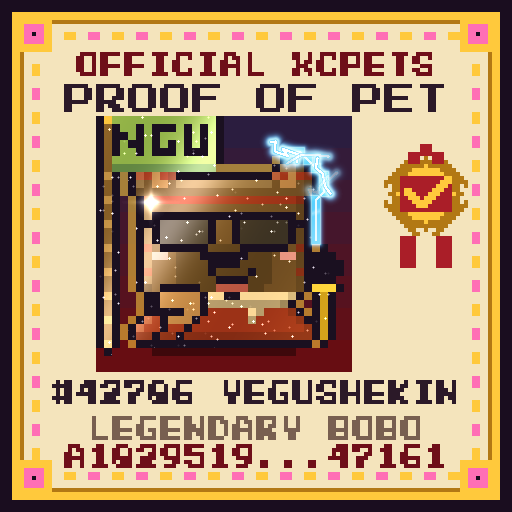 OFFICIAL XCPETS
PROOF OF PET
NGU
#42706 VEGUSHEKIN
LEGENDARY BOBO
A1029519...47161